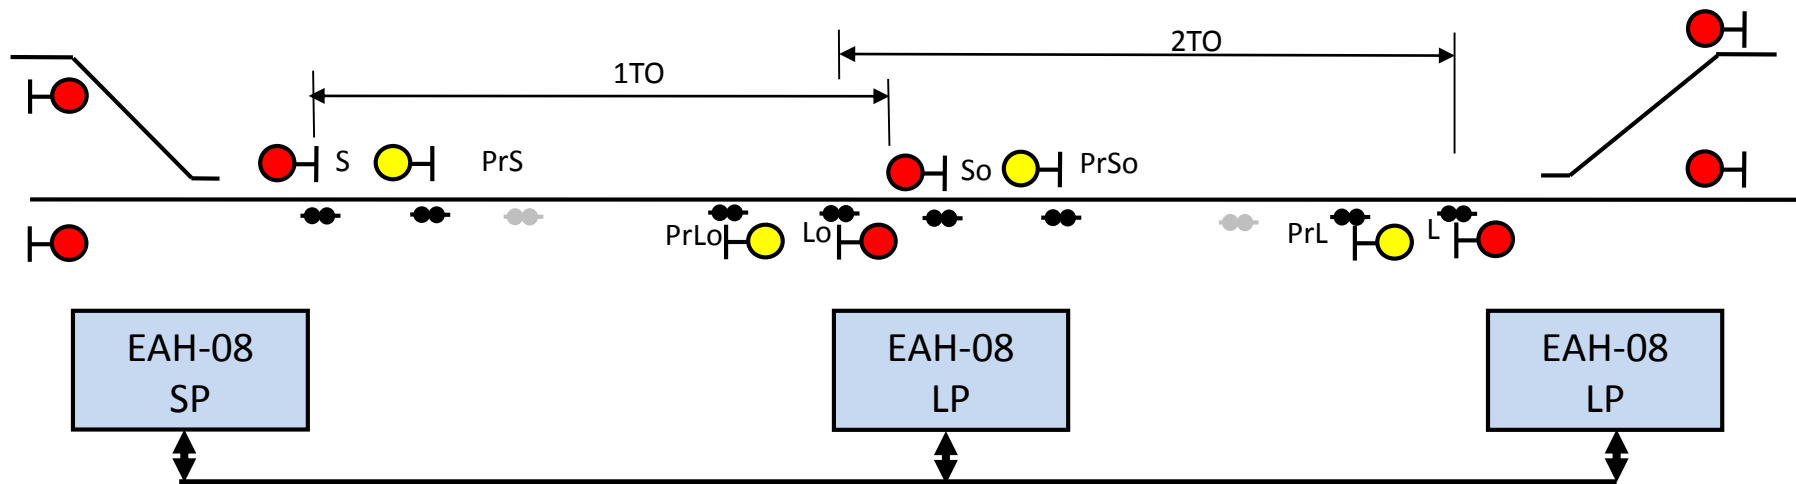 1TO
2TO
S
PrS
So
PrSo
PrLo
Lo
PrL
L
EAH-08
SP
EAH-08
LP
EAH-08
LP